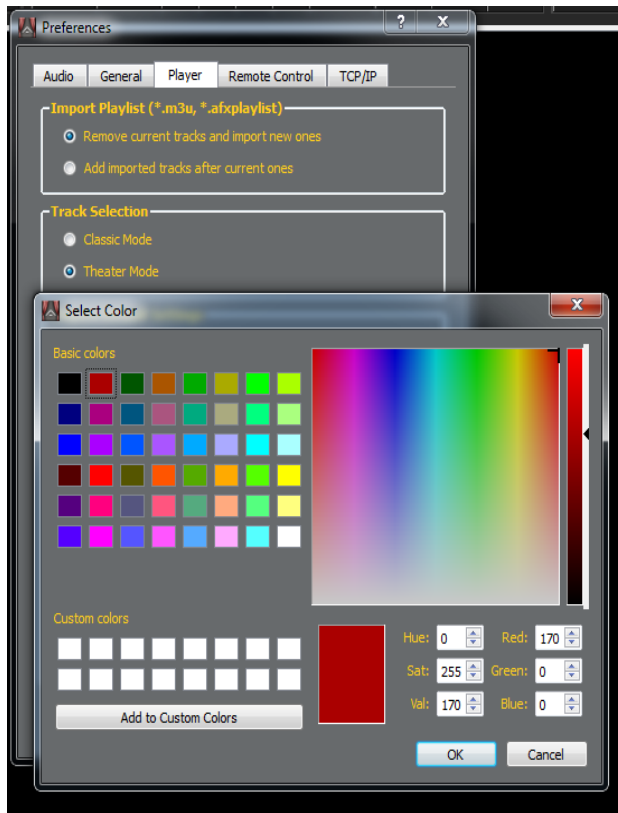 Preferences
? X
Audio General Player Remote Control TCP/IP
Import Playlist (*.m3u, *.afxplaylist)
Remove current tracks and import new ones
Add imported tracks after current ones
Track Selection
Classic Mode
Theater Mode
Select Color
X
Basic colors
Custom colors
Add to Custom Colors
Hue: 0 Red: 170
Sat: 255 Green: 0
Val: 170 Blue: 0
OK Cancel